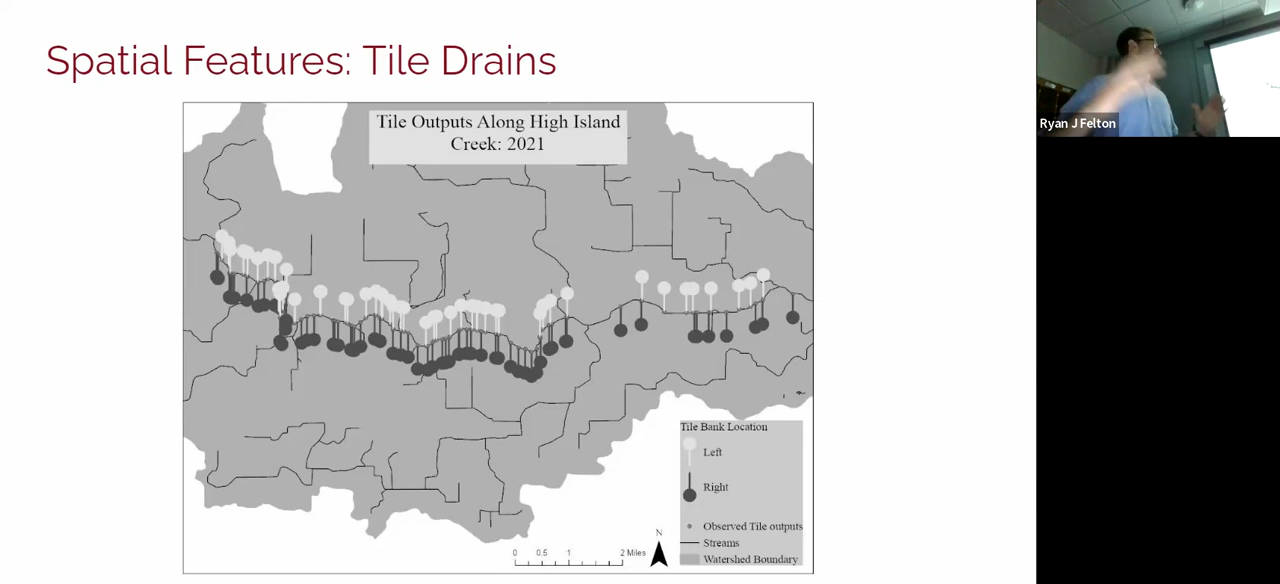 Spatial Features: Tile Drains
Tile Outputs Along High Island
Creek: 2021
Ryan J Felton
Tile Bank Location
Left
Right
Observed Tile outputs
Streams
Watershed Boundary
N
0 0.5 1 2 Miles